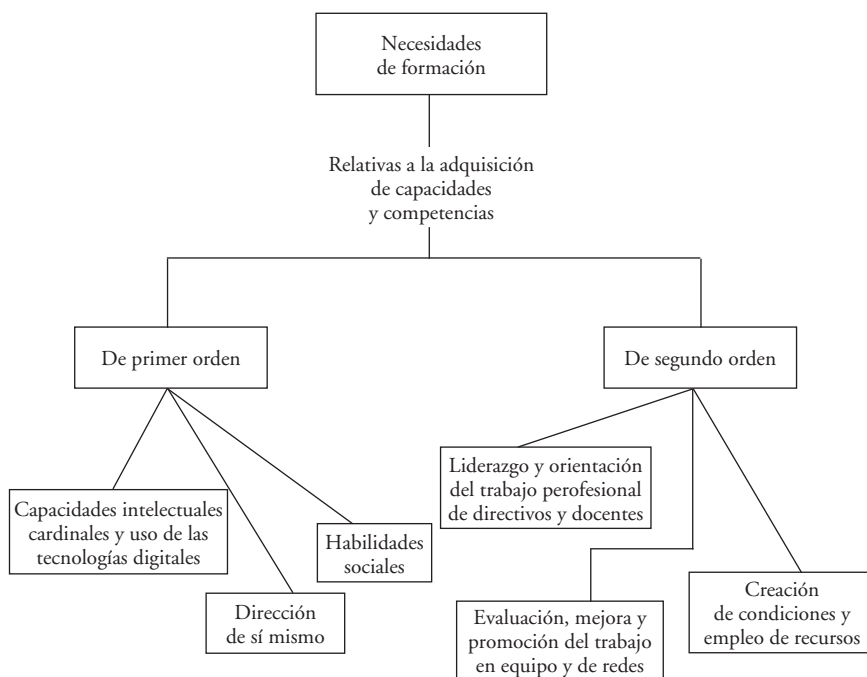 Necesidades
de formación
Relativas a la adquisición
de capacidades
y competencias
De primer orden
De segundo orden
Capacidades intelectuales
cardinales y uso de las
tecnologías digitales
Dirección
de sí mismo
Habilidades
sociales
Liderazgo y orientación
del trabajo perofesional
de directivos y docentes
Evaluación, mejora y
promoción del trabajo
en equipo y de redes
Creación
de condiciones y
empleo de recursos